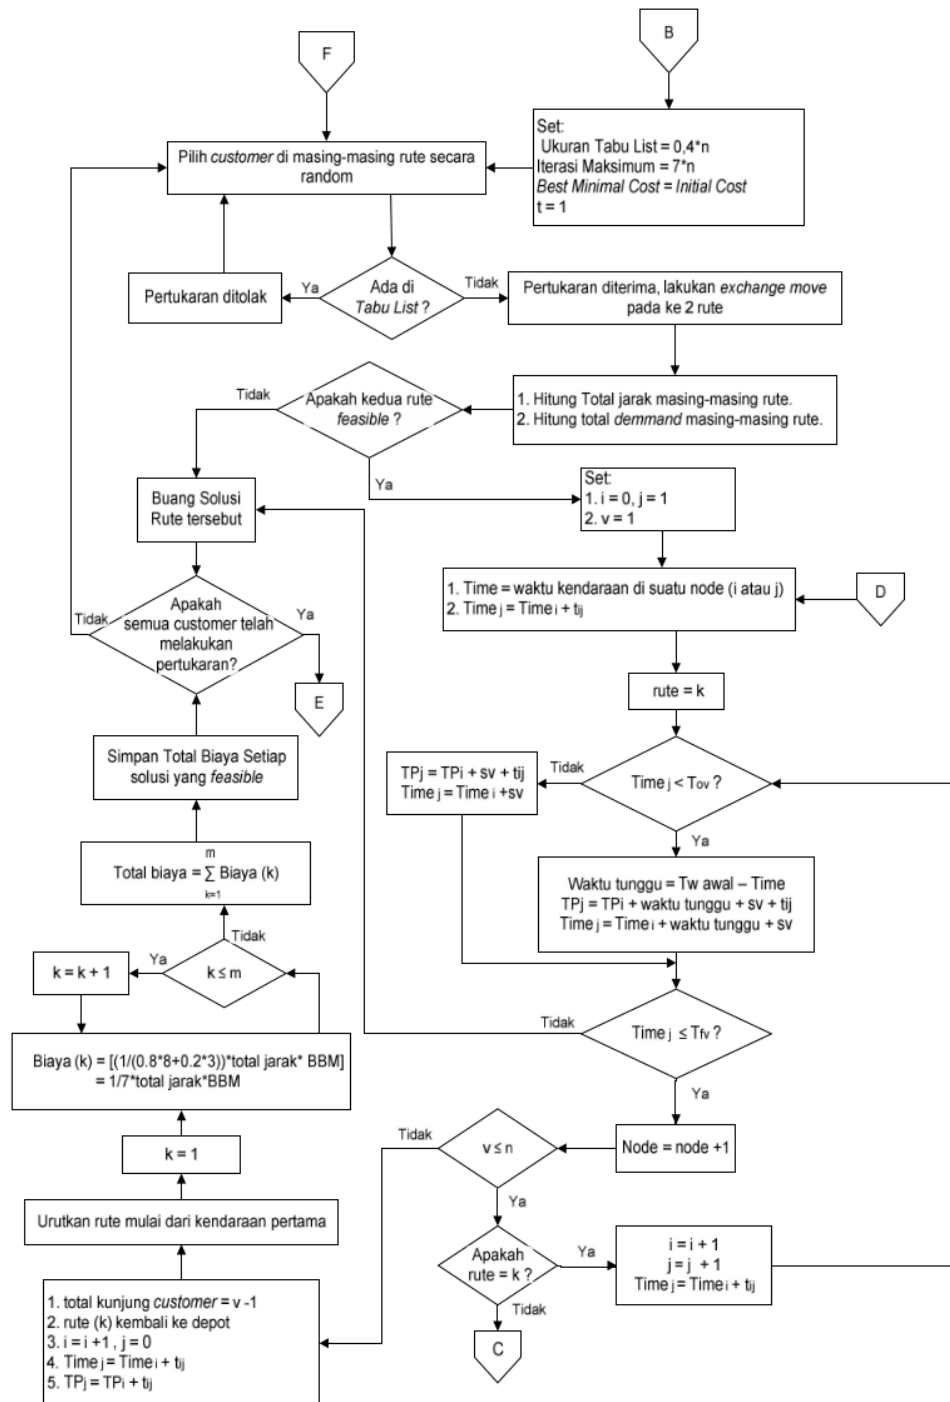 F
B
Set:
Ukuran Tabu List = 0,4*n
Iterasi Maksimum = 7*n
Best Minimal Cost = Initial Cost
t = 1
Pilih customer di masing-masing rute secara
random
Pertukaran ditolak
Ya
Ada di
Tabu List ?
Tidak
Pertukaran diterima, lakukan exchange move
pada ke 2 rute
Tidak
Apakah kedua rute
feasible ?
1. Hitung Total jarak masing-masing rute.
2. Hitung total demmand masing-masing rute.
Ya
Set:
1. i = 0, j = 1
2. v = 1
Buang Solusi
Rute tersebut
1. Time = waktu kendaraan di suatu node (i atau j)
2. Time j = Time i + tij
D
Tidak
Apakah
semua customer telah
melakukan
pertukaran?
Ya
E
rute = k
Simpan Total Biaya Setiap
solusi yang feasible
TPj = TPi + sv + tij
Time j = Time i +sv
Tidak
Time j < Tov ?
Ya
m
Total biaya = ∑ Biaya (k)
k=1
Waktu tunggu = Tw awal – Time
TPj = TPi + waktu tunggu + sv + tij
Time j = Time i + waktu tunggu + sv
Tidak
k = k + 1
Ya
k ≤ m
Tidak
Time j ≤ Tfv ?
Biaya (k) = [(1/(0.8*8+0.2*3))*total jarak* BBM]
= 1/7*total jarak*BBM
Ya
k = 1
Tidak
v ≤ n
Node = node +1
Ya
Urutkan rute mulai dari kendaraan pertama
Apakah
rute = k ?
Ya
i = i + 1
j = j + 1
Time j = Time i + tij
Tidak
1. total kunjung customer = v -1
2. rute (k) kembali ke depot
3. i = i +1 , j = 0
4. Time j = Time i + tij
5. TPj = TPi + tij
C